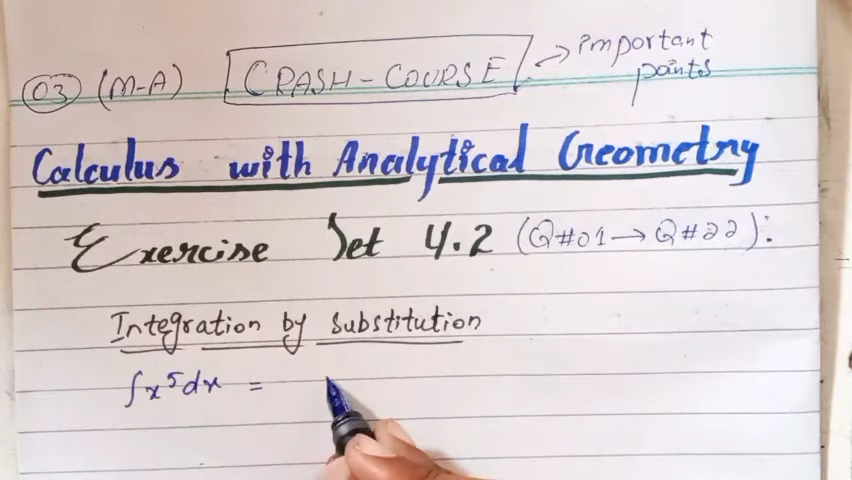 03 (M-A) CRASH-COURSE → important points
Calculus with Analytical Geometry
Exercise Set 4.2 (Q#01→Q#22):
Integration by substitution
∫x⁵dx =